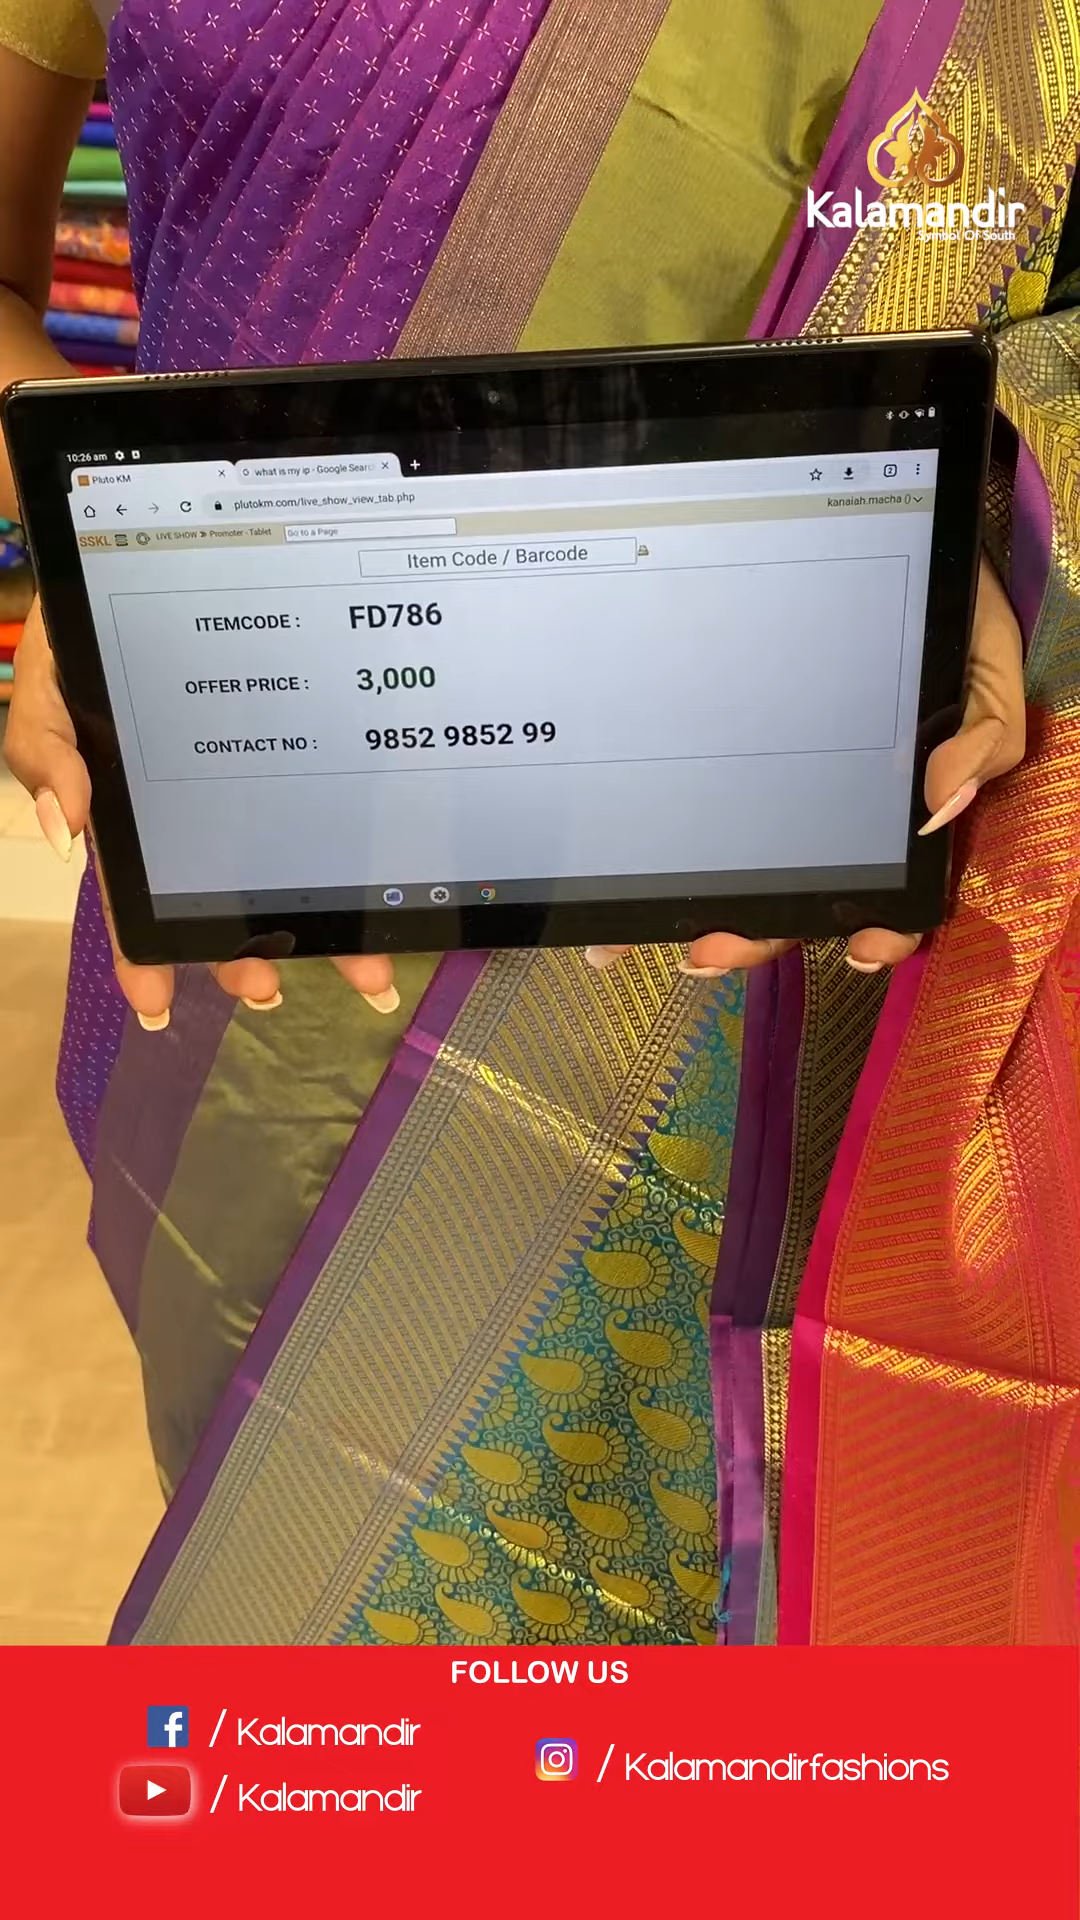 Kalamandir
Symbol Of South
10:26 am
Pluto KM
G what is my ip - Google Searc
plutokm.com/live_show_view_tab.php
2
kanaiah.macha ()
SSKL
LIVE SHOW » Promoter - Tablet
Go to a Page
Item Code / Barcode
ITEMCODE : FD786
OFFER PRICE : 3,000
CONTACT NO : 9852 9852 99
FOLLOW US
/ Kalamandir
/ Kalamandir
/ Kalamandirfashions